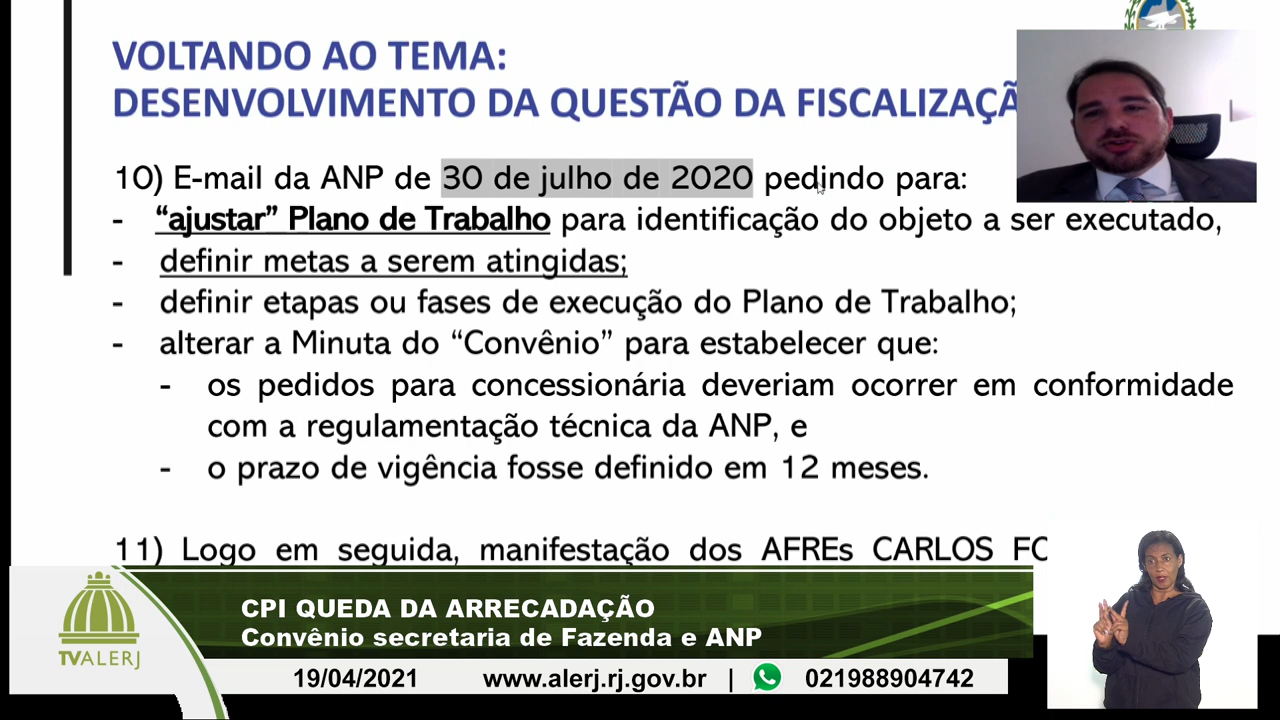 VOLTANDO AO TEMA:
DESENVOLVIMENTO DA QUESTÃO DA FISCALIZAÇÃ
10) E-mail da ANP de 30 de julho de 2020 pedindo para:
- “ajustar” Plano de Trabalho para identificação do objeto a ser executado,
- definir metas a serem atingidas;
- definir etapas ou fases de execução do Plano de Trabalho;
- alterar a Minuta do “Convênio” para estabelecer que:
- os pedidos para concessionária deveriam ocorrer em conformidade
com a regulamentação técnica da ANP, e
- o prazo de vigência fosse definido em 12 meses.
11) Logo em seguida, manifestação dos AFREs CARLOS
CPI QUEDA DA ARRECADAÇÃO
Convênio secretaria de Fazenda e ANP
TVALERJ
19/04/2021 www.alerj.rj.gov.br | 021988904742